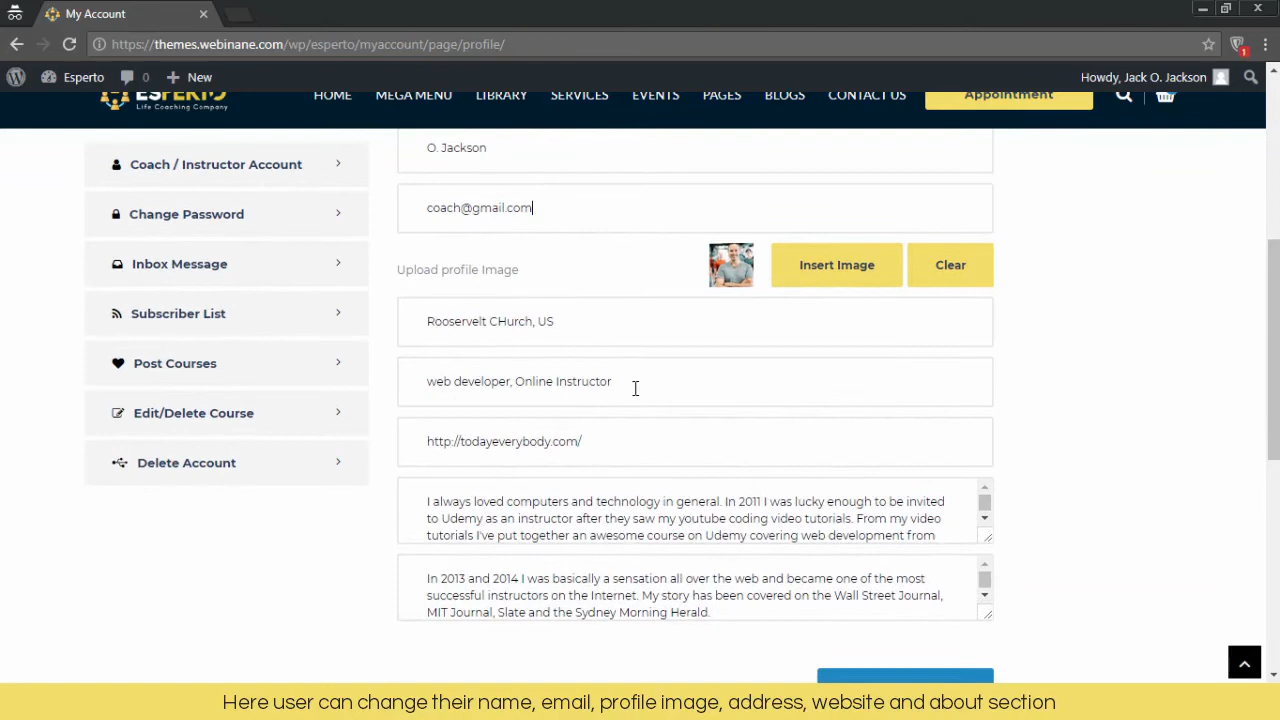 My Account
https://themes.webinane.com/wp/esperto/myaccount/page/profile/
1
Esperto
0
New
Howdy, Jack O. Jackson
ESPERTO
Life Coaching Company
HOME
MEGA MENU
LIBRARY
SERVICES
EVENTS
PAGES
BLOGS
CONTACT US
Appointment
Coach / Instructor Account
Change Password
Inbox Message
Subscriber List
Post Courses
Edit/Delete Course
Delete Account
O. Jackson
coach@gmail.com
Upload profile Image
Insert Image
Clear
Rooservelt CHurch, US
web developer, Online Instructor
http://todayeverybody.com/
I always loved computers and technology in general. In 2011 I was lucky enough to be invited
to Udemy as an instructor after they saw my youtube coding video tutorials. From my video
tutorials I've put together an awesome course on Udemy covering web development from
In 2013 and 2014 I was basically a sensation all over the web and became one of the most
successful instructors on the Internet. My story has been covered on the Wall Street Journal,
MIT Journal, Slate and the Sydney Morning Herald.
Here user can change their name, email, profile image, address, website and about section